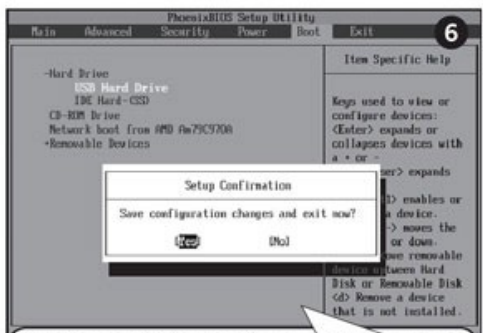 PhoenixBIOS Setup Utility
Main Advanced Security Power Boot Exit
6
Item Specific Help
-Hard Drive
USB Hard Drive
IDE Hard-CSSD
CD-ROM Drive
Network boot from AMD Am79C970A
+Removable Devices
Keys used to view or
configure devices:
<Enter> expands or
collapses devices with
a + or -
expands
enables or
a device.
moves the
or down.
removable
device between Hard
Disk or Removable Disk
<d> Remove a device
that is not installed.
Setup Confirmation
Save configuration changes and exit now?
[Yes] [No]